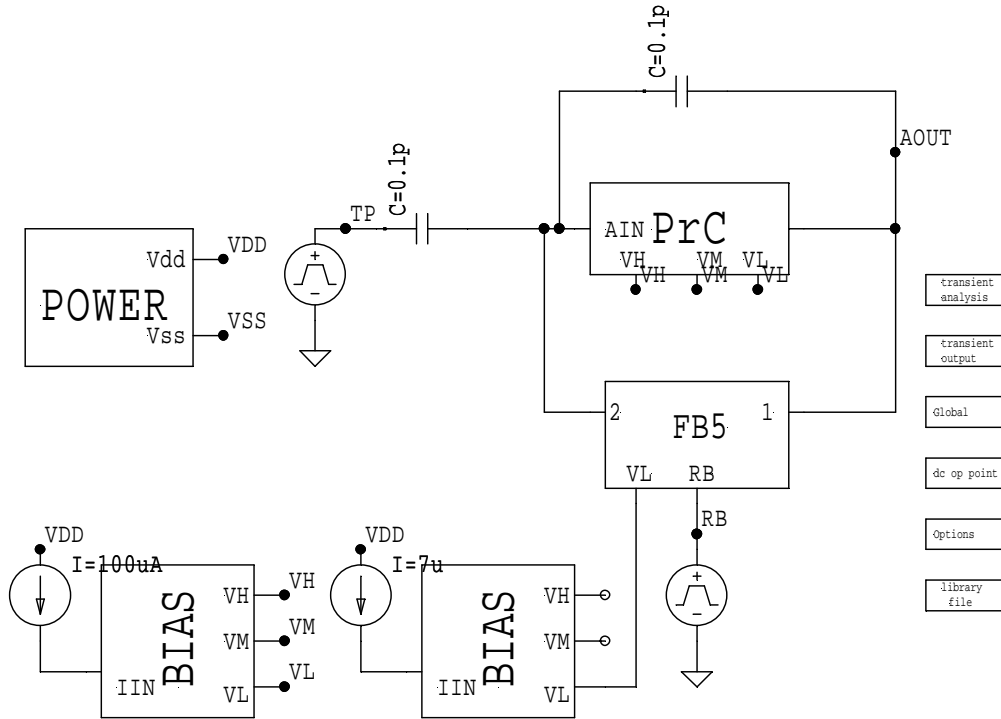 C=0.1p
AOUT
C=0.1p
TP
AIN PrC
VH VM VL
VH VM VL
POWER
Vdd
VDD
Vss
VSS
2 FB5 1
VL RB
RB
transient
analysis
transient
output
Global
dc op point
Options
library
file
VDD
I=100uA
BIAS
IIN
VH
VH
VM
VM
VL
VL
VDD
I=7u
BIAS
IIN
VH
VM
VL